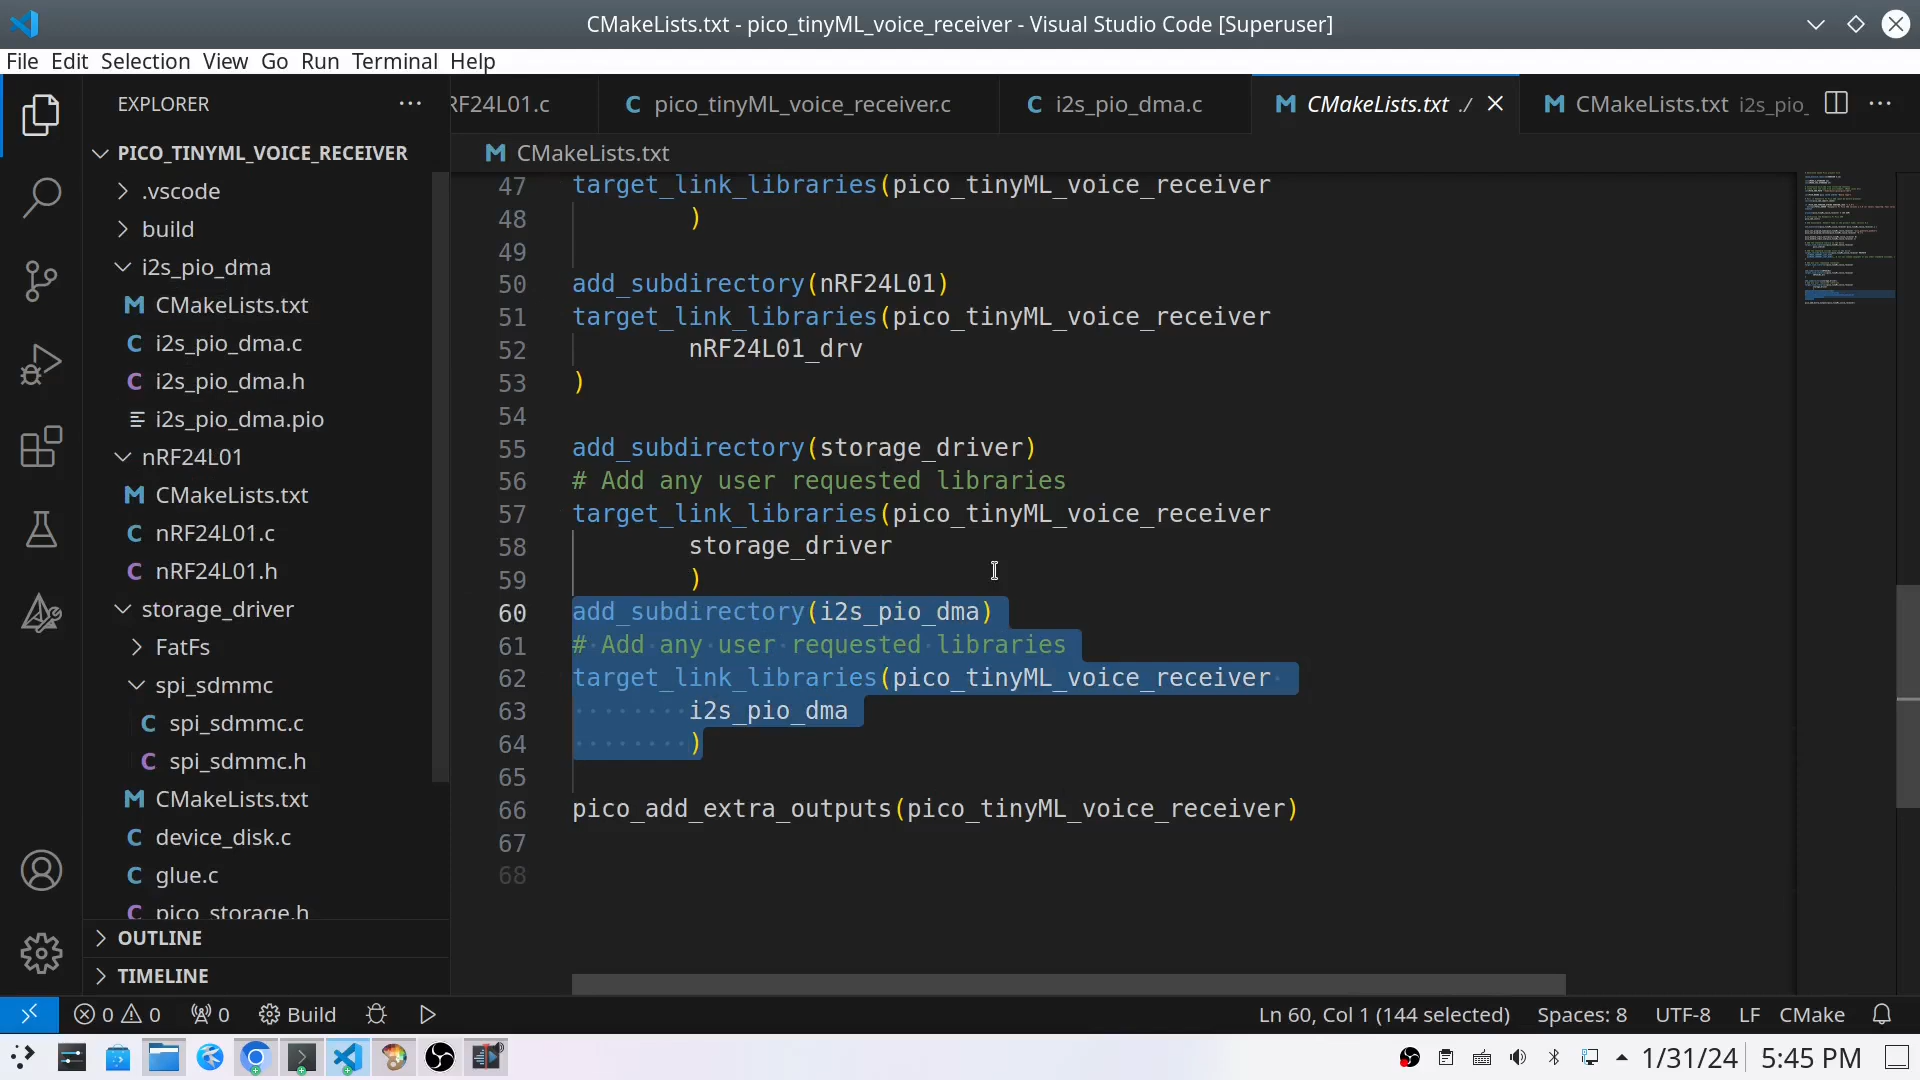 CMakeLists.txt - pico_tinyML_voice_receiver - Visual Studio Code [Superuser]
File Edit Selection View Go Run Terminal Help
EXPLORER
RF24L01.c
pico_tinyML_voice_receiver.c
i2s_pio_dma.c
CMakeLists.txt ./
CMakeLists.txt i2s_pio_
PICO_TINYML_VOICE_RECEIVER
.vscode
build
i2s_pio_dma
CMakeLists.txt
i2s_pio_dma.c
i2s_pio_dma.h
i2s_pio_dma.pio
nRF24L01
CMakeLists.txt
nRF24L01.c
nRF24L01.h
storage_driver
FatFs
spi_sdmmc
spi_sdmmc.c
spi_sdmmc.h
CMakeLists.txt
device_disk.c
glue.c
pico_storage.h
OUTLINE
TIMELINE
CMakeLists.txt
47 target_link_libraries(pico_tinyML_voice_receiver
48 )
49
50 add_subdirectory(nRF24L01)
51 target_link_libraries(pico_tinyML_voice_receiver
52 nRF24L01_drv
53 )
54
55 add_subdirectory(storage_driver)
56 # Add any user requested libraries
57 target_link_libraries(pico_tinyML_voice_receiver
58 storage_driver
59 )
60 add_subdirectory(i2s_pio_dma)
61 # Add any user requested libraries
62 target_link_libraries(pico_tinyML_voice_receiver
63 i2s_pio_dma
64 )
65
66 pico_add_extra_outputs(pico_tinyML_voice_receiver)
67
68
0 0 0 Build Ln 60, Col 1 (144 selected) Spaces: 8 UTF-8 LF CMake
1/31/24 5:45 PM